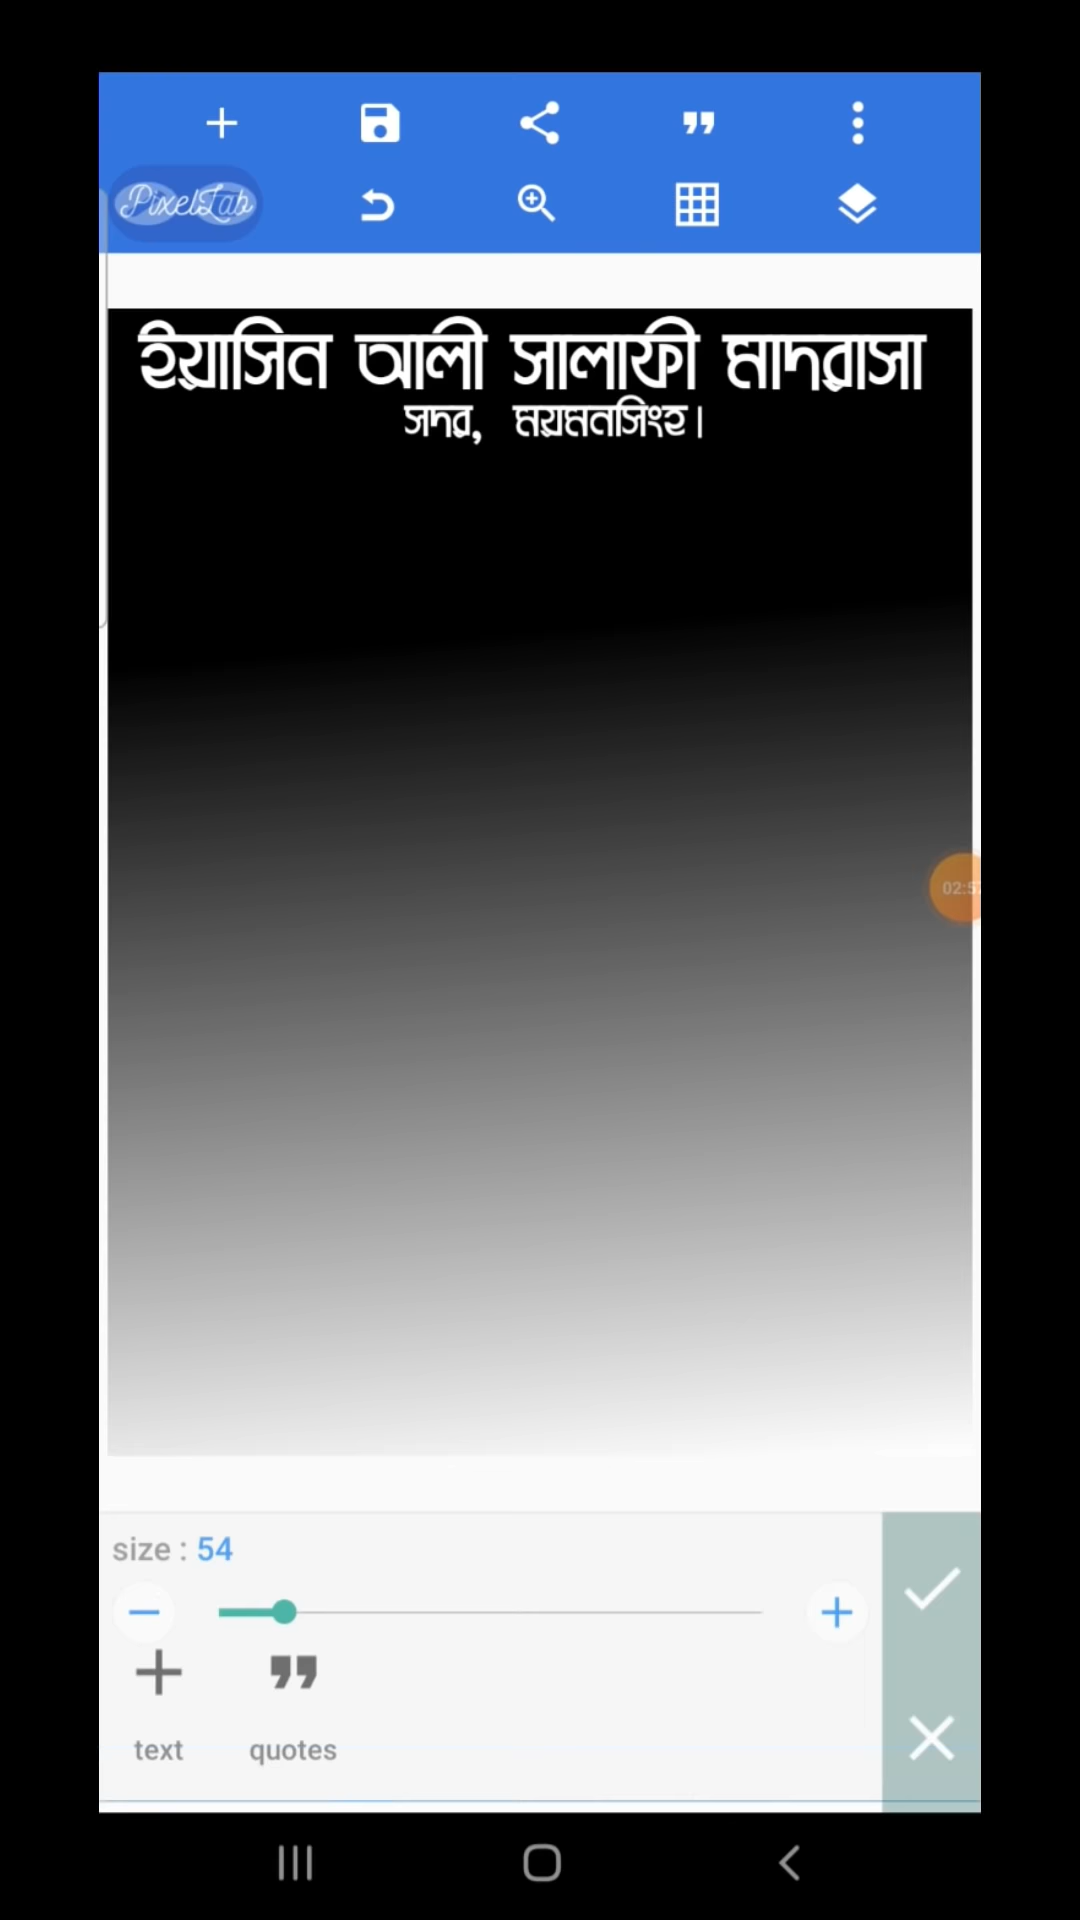 PixelLab
ইয়াসিন আলী সালাফী মাদরাসা
সদর, ময়মনসিংহ।
size : 54
text quotes